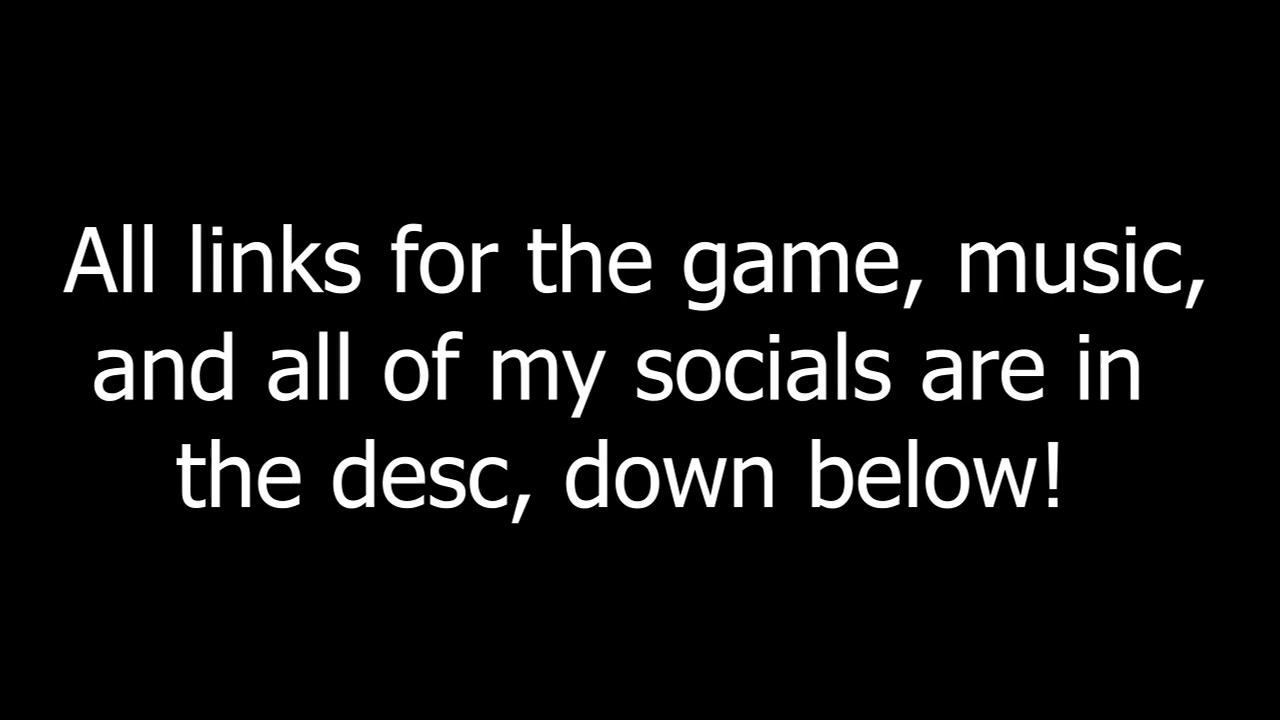 All links for the game, music,
and all of my socials are in
the desc, down below!